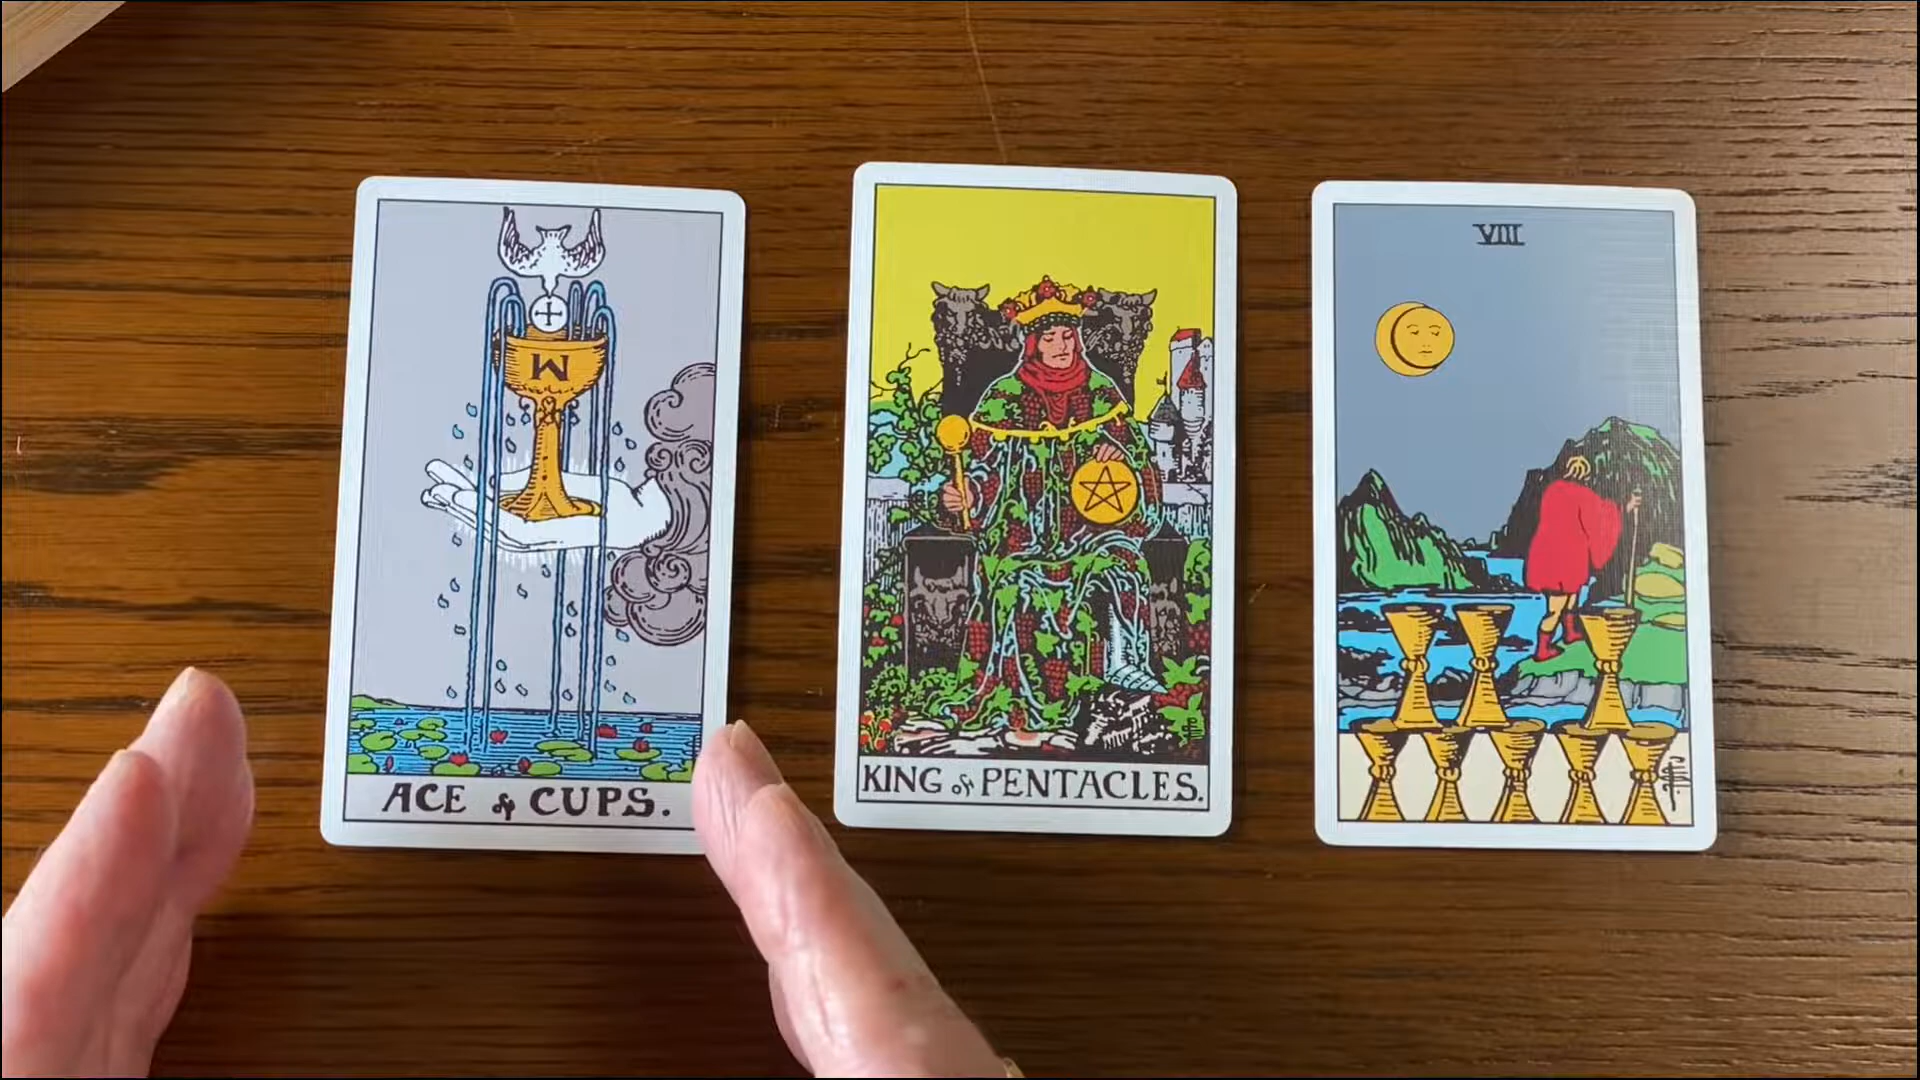 M
ACE of CUPS.
KING of PENTACLES.
VIII